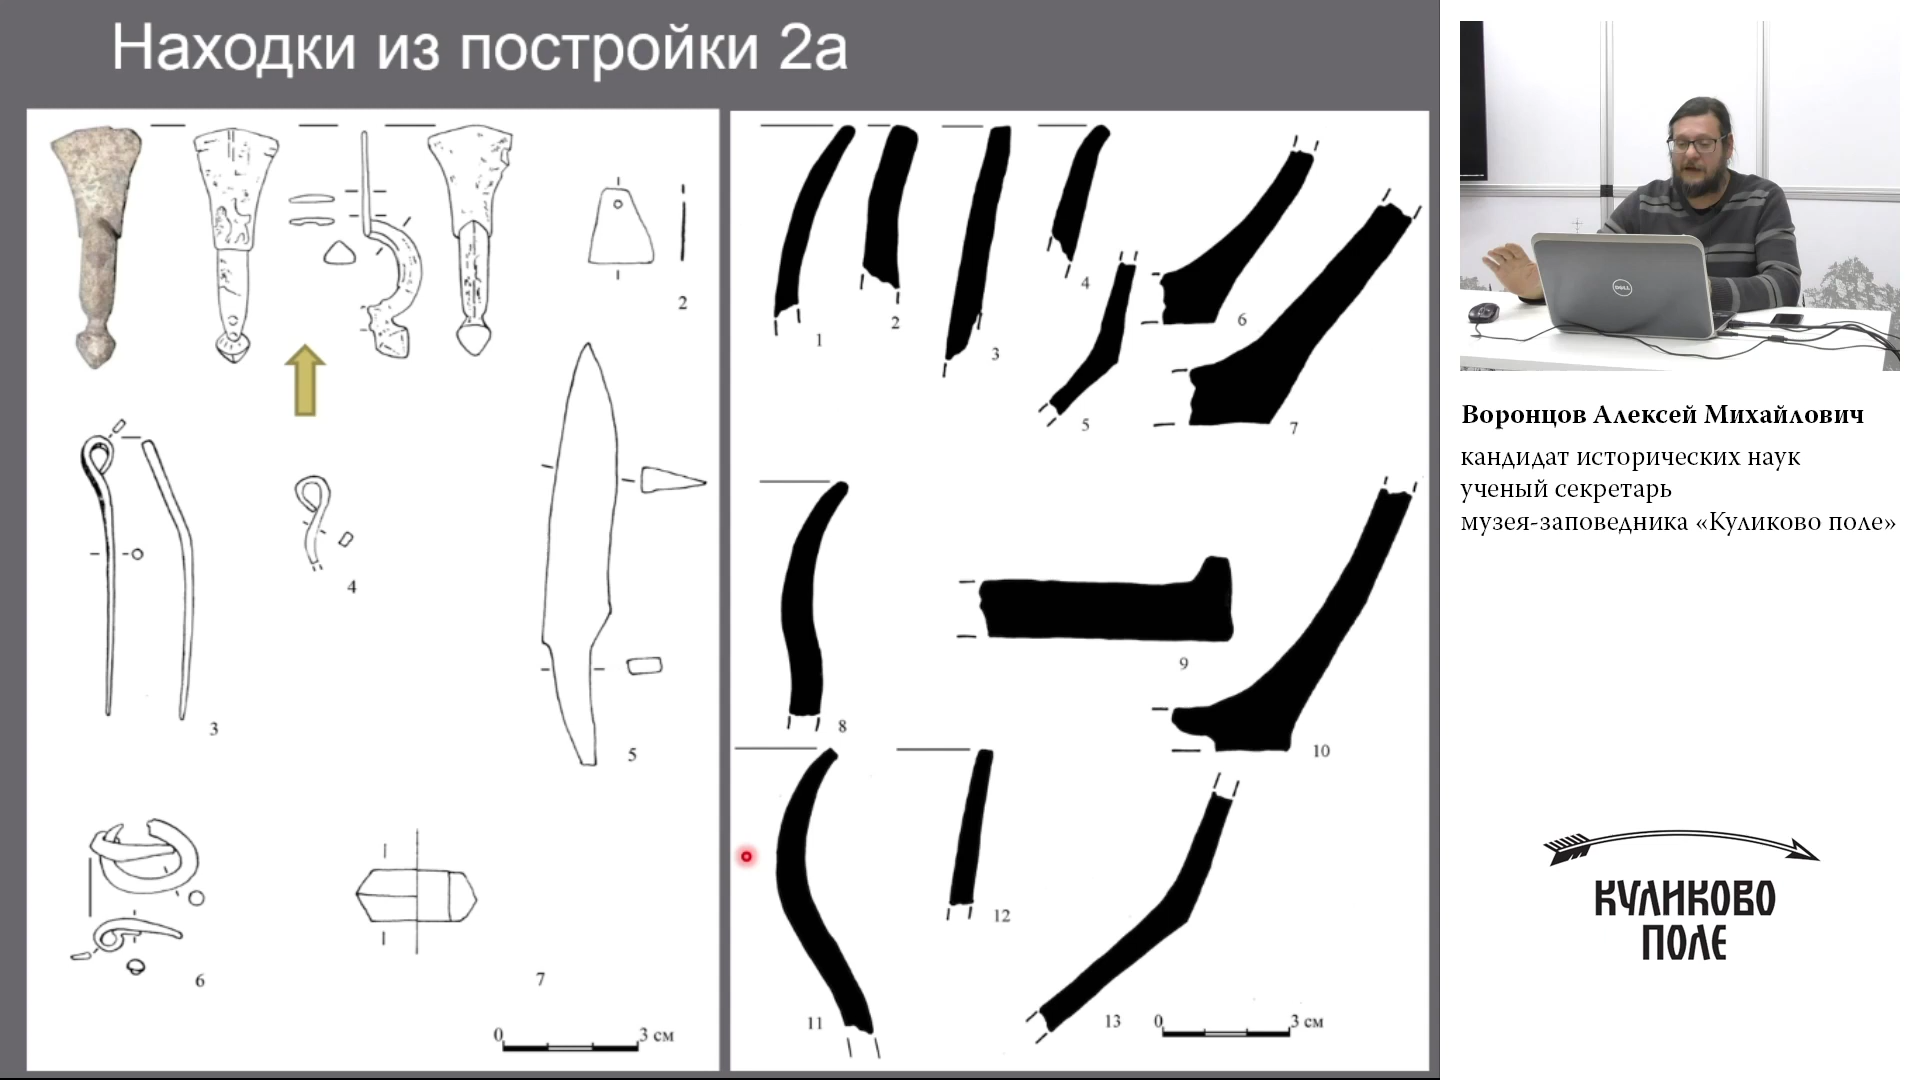 Находки из постройки 2а
2
3
4
5
6
7
0
3 см
1
2
3
4
5
6
7
8
9
10
11
12
13
0
3 см
DELL
Воронцов Алексей Михайлович
кандидат исторических наук
ученый секретарь
музея-заповедника «Куликово поле»
КУЛИКОВО
ПОЛЕ